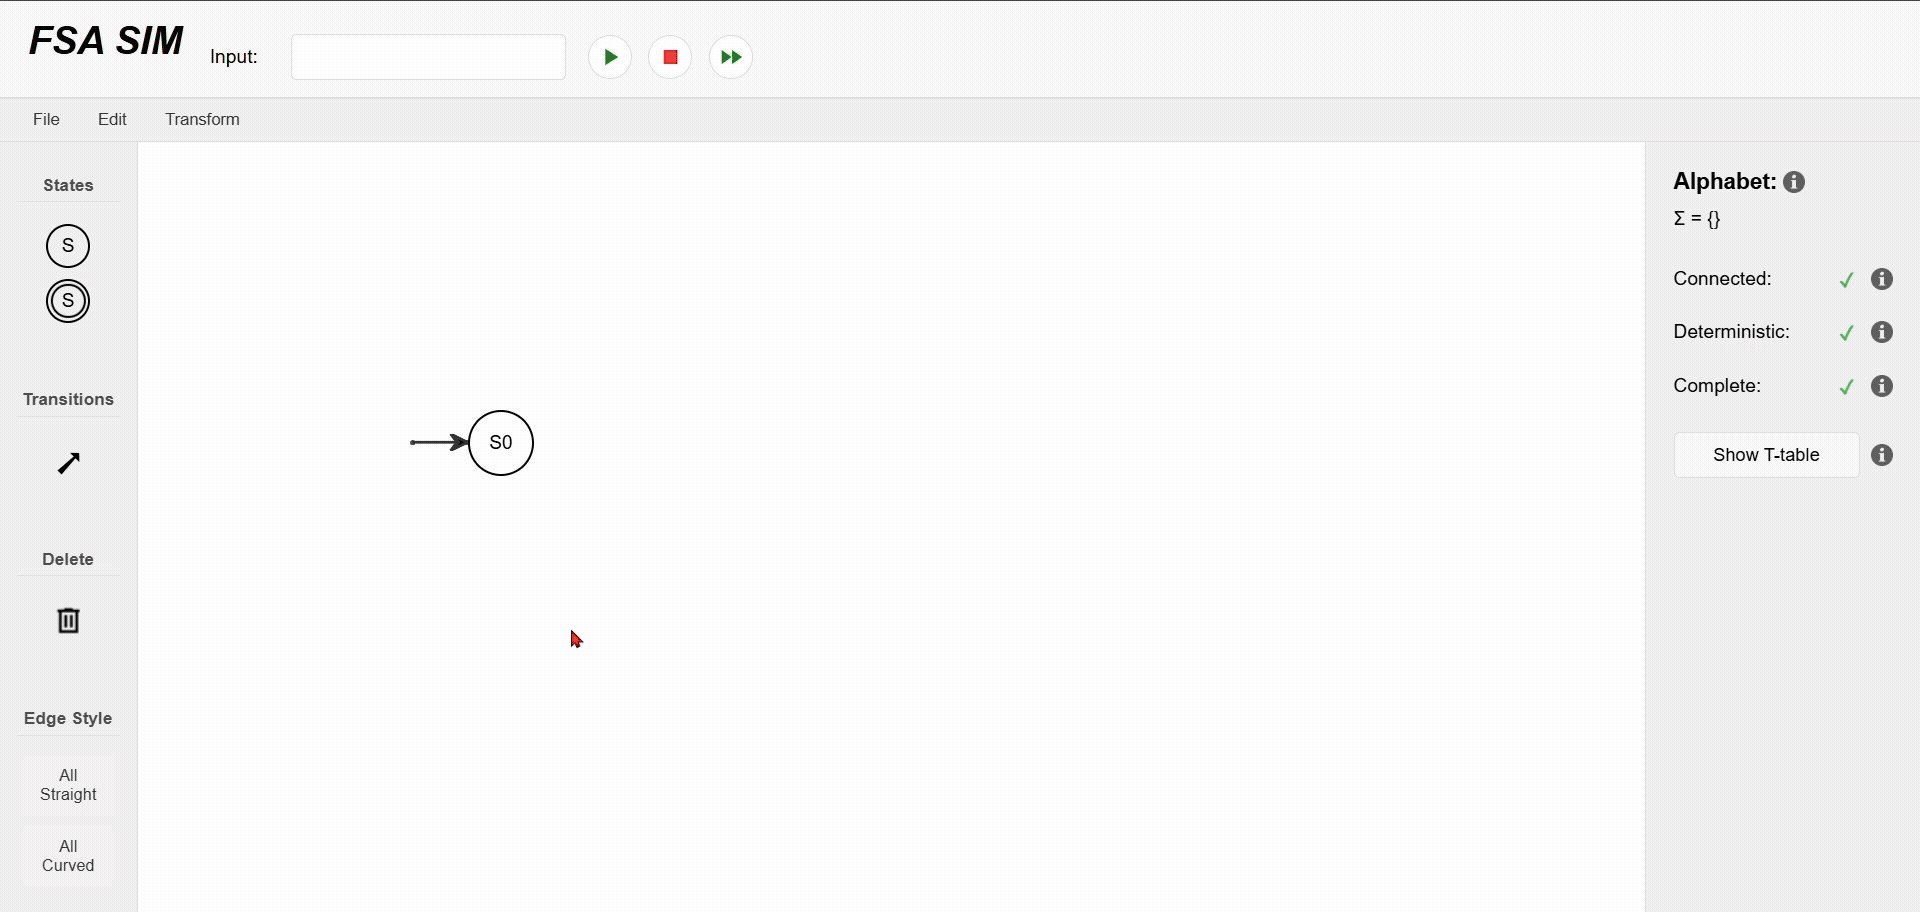 FSA SIM
Input:
File Edit Transform
States
S
S
Transitions
Delete
Edge Style
All
Straight
All
Curved
S0
Alphabet:
Σ = {}
Connected: ✓
Deterministic: ✓
Complete: ✓
Show T-table